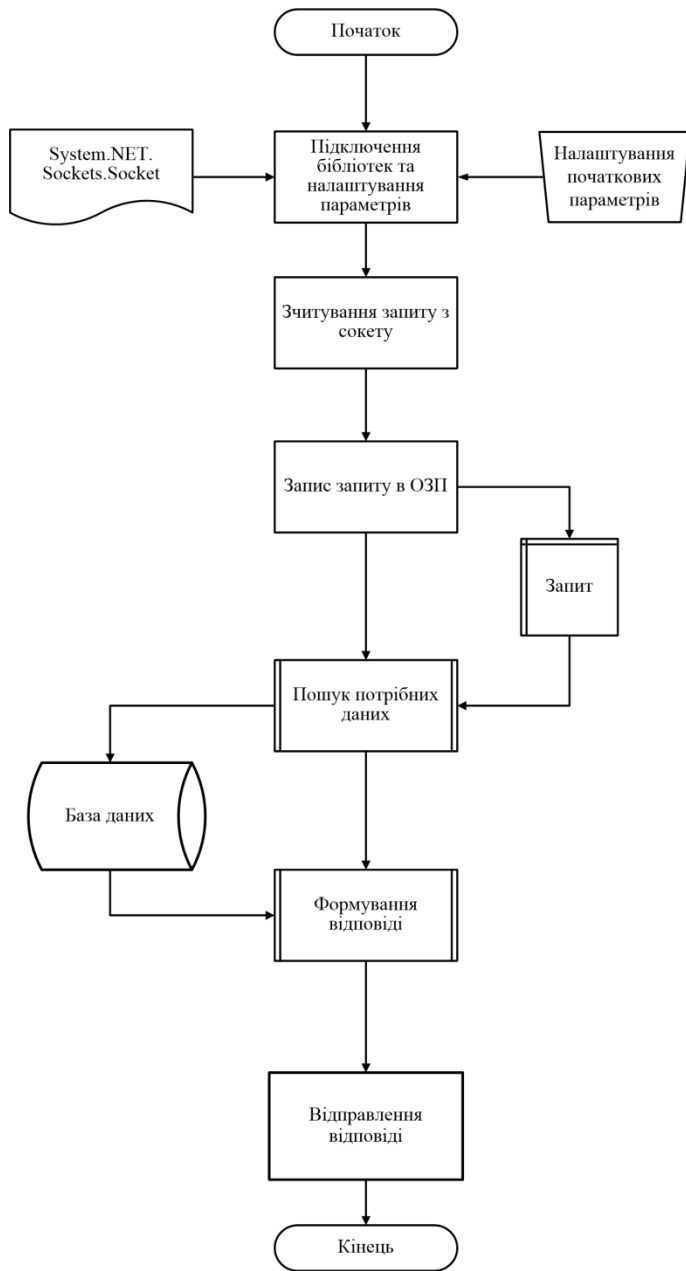 Початок
System.NET.
Sockets.Socket
Підключення
бібліотек та
налаштування
параметрів
Налаштування
початкових
параметрів
Зчитування запиту з
сокету
Запис запиту в ОЗП
Запит
Пошук потрібних
даних
База даних
Формування
відповіді
Відправлення
відповіді
Кінець